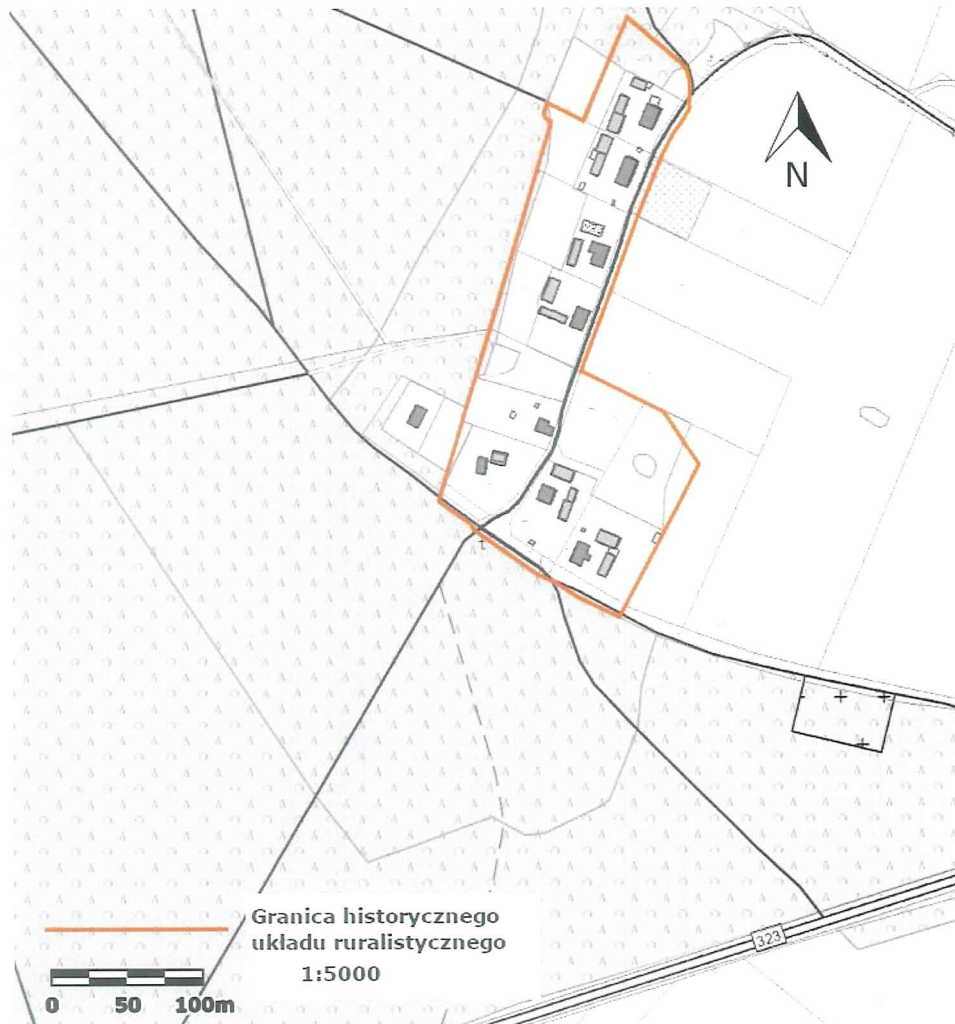 N
323
Granica historycznego
układu ruralistycznego
1:5000
0 50 100m